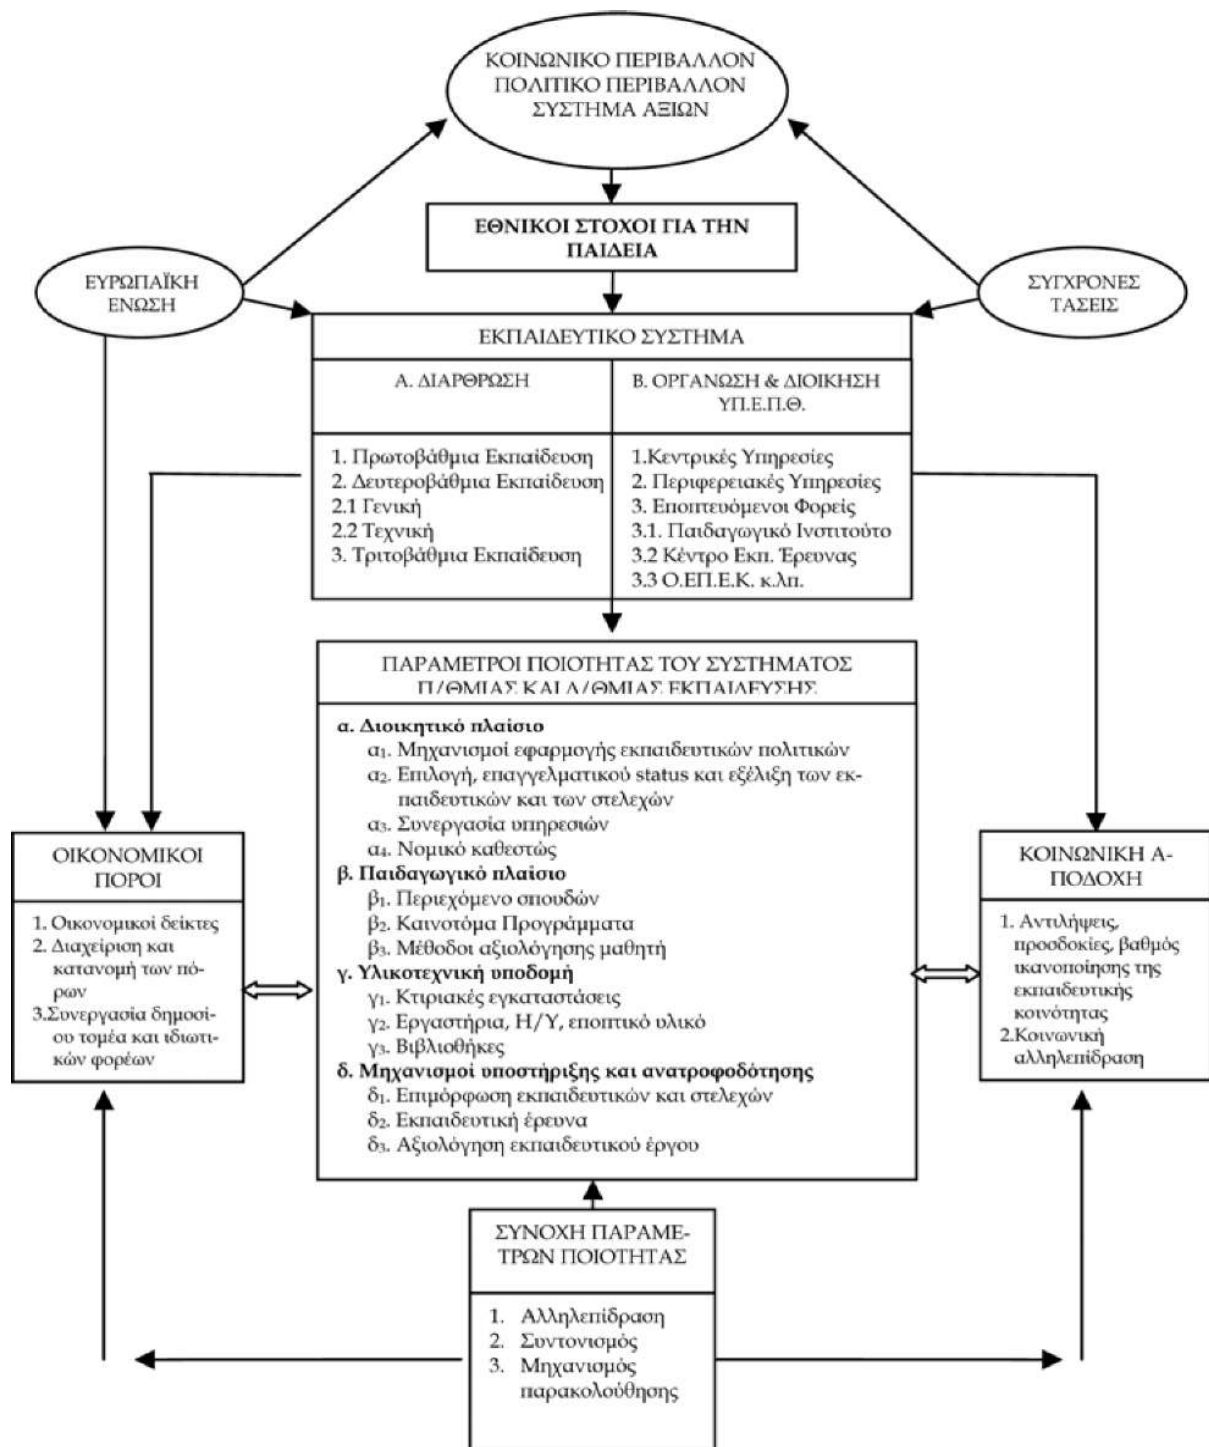 ΚΟΙΝΩΝΙΚΟ ΠΕΡΙΒΑΛΛΟΝ
ΠΟΛΙΤΙΚΟ ΠΕΡΙΒΑΛΛΟΝ
ΣΥΣΤΗΜΑ ΑΞΙΩΝ
ΕΘΝΙΚΟΙ ΣΤΟΧΟΙ ΓΙΑ ΤΗΝ
ΠΑΙΔΕΙΑ
ΕΥΡΩΠΑΪΚΗ
ΕΝΩΣΗ
ΣΥΓΧΡΟΝΕΣ
ΤΑΣΕΙΣ
ΕΚΠΑΙΔΕΥΤΙΚΟ ΣΥΣΤΗΜΑ
Α. ΔΙΑΡΘΡΩΣΗ
Β. ΟΡΓΑΝΩΣΗ & ΔΙΟΙΚΗΣΗ
ΥΠ.Ε.Π.Θ.
1. Πρωτοβάθμια Εκπαίδευση
2. Δευτεροβάθμια Εκπαίδευση
2.1 Γενική
2.2 Τεχνική
3. Τριτοβάθμια Εκπαίδευση
1.Κεντρικές Υπηρεσίες
2. Περιφερειακές Υπηρεσίες
3. Εποπτευόμενοι Φορείς
3.1. Παιδαγωγικό Ινστιτούτο
3.2 Κέντρο Εκπ. Έρευνας
3.3 Ο.ΕΠ.Ε.Κ. κ.λπ.
ΠΑΡΑΜΕΤΡΟΙ ΠΟΙΟΤΗΤΑΣ ΤΟΥ ΣΥΣΤΗΜΑΤΟΣ
Π/ΘΜΙΑΣ ΚΑΙ Δ/ΘΜΙΑΣ ΕΚΠΑΙΔΕΥΣΗΣ
α. Διοικητικό πλαίσιο
α₁. Μηχανισμοί εφαρμογής εκπαιδευτικών πολιτικών
α₂. Επιλογή, επαγγελματικού status και εξέλιξη των εκ-
παιδευτικών και των στελεχών
α₃. Συνεργασία υπηρεσιών
α₄. Νομικό καθεστώς
β. Παιδαγωγικό πλαίσιο
β₁. Περιεχόμενο σπουδών
β₂. Καινοτόμα Προγράμματα
β₃. Μέθοδοι αξιολόγησης μαθητή
γ. Υλικοτεχνική υποδομή
γ₁. Κτιριακές εγκαταστάσεις
γ₂. Εργαστήρια, Η/Υ, εποπτικό υλικό
γ₃. Βιβλιοθήκες
δ. Μηχανισμοί υποστήριξης και ανατροφοδότησης
δ₁. Επιμόρφωση εκπαιδευτικών και στελεχών
δ₂. Εκπαιδευτική έρευνα
δ₃. Αξιολόγηση εκπαιδευτικού έργου
ΟΙΚΟΝΟΜΙΚΟΙ
ΠΟΡΟΙ
1. Οικονομικοί δείκτες
2. Διαχείριση και
κατανομή των πό-
ρων
3.Συνεργασία δημοσί-
ου τομέα και ιδιωτι-
κών φορέων
ΚΟΙΝΩΝΙΚΗ Α-
ΠΟΔΟΧΗ
1. Αντιλήψεις,
προσδοκίες, βαθμός
ικανοποίησης της
εκπαιδευτικής
κοινότητας
2.Κοινωνική
αλληλεπίδραση
ΣΥΝΟΧΗ ΠΑΡΑΜΕ-
ΤΡΩΝ ΠΟΙΟΤΗΤΑΣ
1. Αλληλεπίδραση
2. Συντονισμός
3. Μηχανισμός
παρακολούθησης